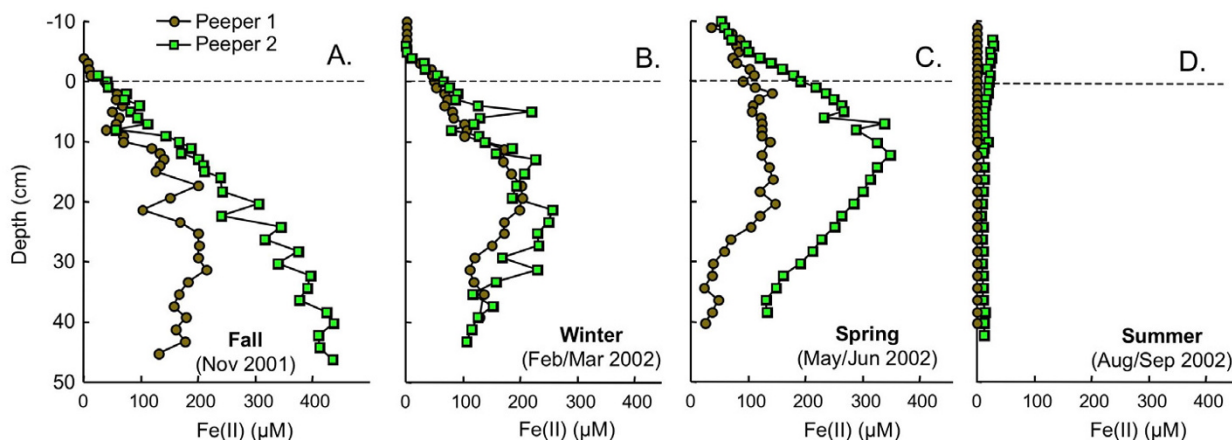 Peeper 1
Peeper 2
A.
B.
C.
D.
Depth (cm)
-10
0
10
20
30
40
50
Fall
(Nov 2001)
Winter
(Feb/Mar 2002)
Spring
(May/Jun 2002)
Summer
(Aug/Sep 2002)
0 100 200 300 400
0 100 200 300 400
0 100 200 300 400
0 100 200 300 400
Fe(II) (µM)
Fe(II) (µM)
Fe(II) (µM)
Fe(II) (µM)